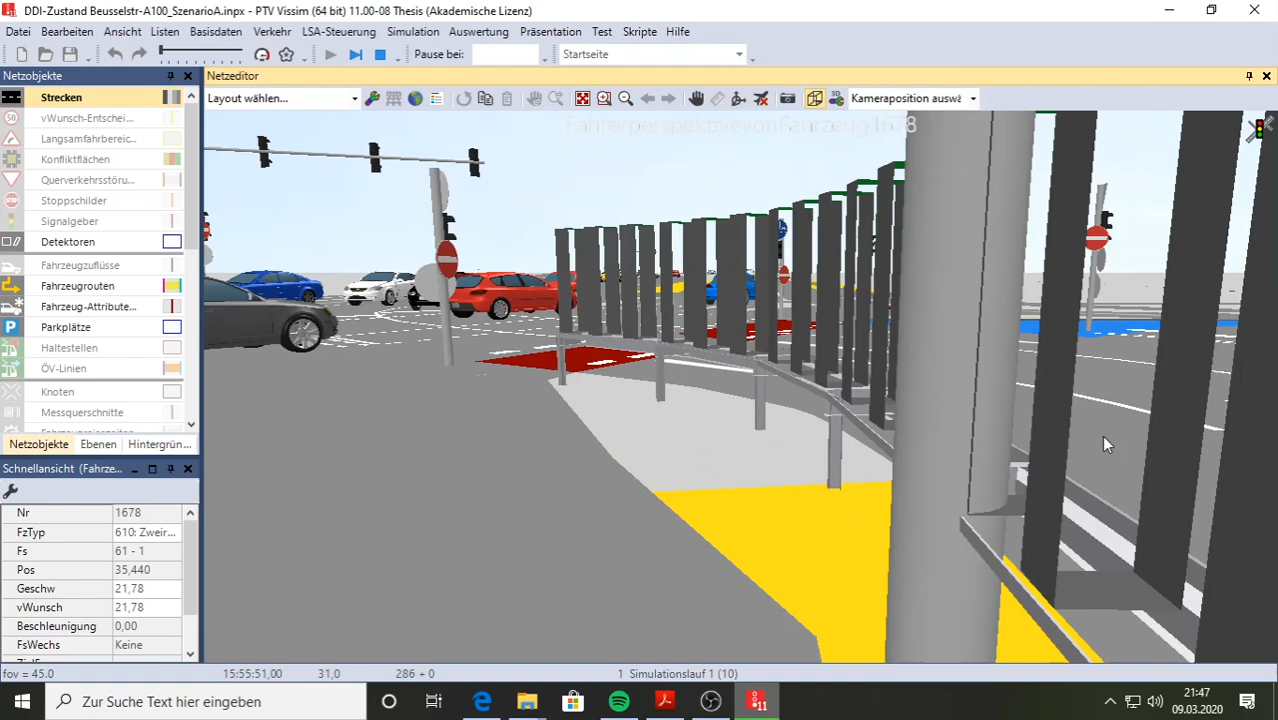 DDI-Zustand Beusselstr-A100_SzenarioA.inpx - PTV Vissim (64 bit) 11.00-08 Thesis (Akademische Lizenz)
Datei Bearbeiten Ansicht Listen Basisdaten Verkehr LSA-Steuerung Simulation Auswertung Präsentation Test Skripte Hilfe
Pause bei: Startseite
Netzobjekte
Netzeditor
Layout wählen...
Kameraposition auswä
Strecken
vWunsch-Entschei...
Langsamfahrbereic...
Konfliktflächen
Querverkehrsstöru...
Stoppschilder
Signalgeber
Detektoren
Fahrzeugzuflüsse
Fahrzeugrouten
Fahrzeug-Attribute...
Parkplätze
Haltestellen
ÖV-Linien
Knoten
Messquerschnitte
Netzobjekte Ebenen Hintergrün...
Schnellansicht (Fahrze...
Nr 1678
FzTyp 610: Zweir...
Fs 61 - 1
Pos 35,440
Geschw 21,78
vWunsch 21,78
Beschleunigung 0,00
FsWechs Keine
Fahrerperspektive von Fahrzeug 1678
fov = 45.0 15:55:51,00 31,0 286 + 0 1 Simulationslauf 1 (10)
Zur Suche Text hier eingeben
11
21:47
09.03.2020